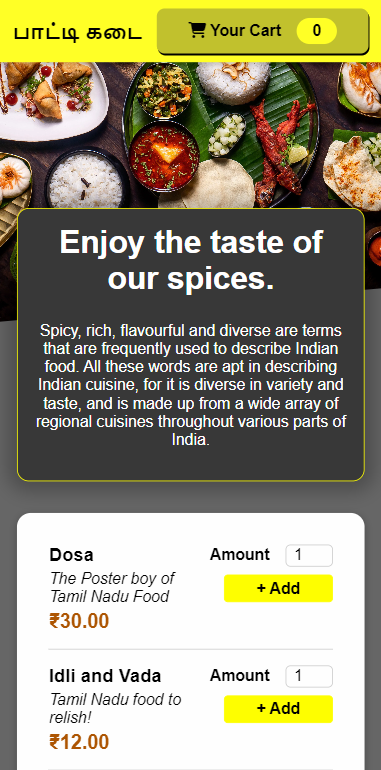 பாட்டி கடை
Your Cart 0
Enjoy the taste of
our spices.
Spicy, rich, flavourful and diverse are terms
that are frequently used to describe Indian
food. All these words are apt in describing
Indian cuisine, for it is diverse in variety and
taste, and is made up from a wide array of
regional cuisines throughout various parts of
India.
Dosa
The Poster boy of
Tamil Nadu Food
₹30.00
Amount 1
+ Add
Idli and Vada
Tamil Nadu food to
relish!
₹12.00
Amount 1
+ Add